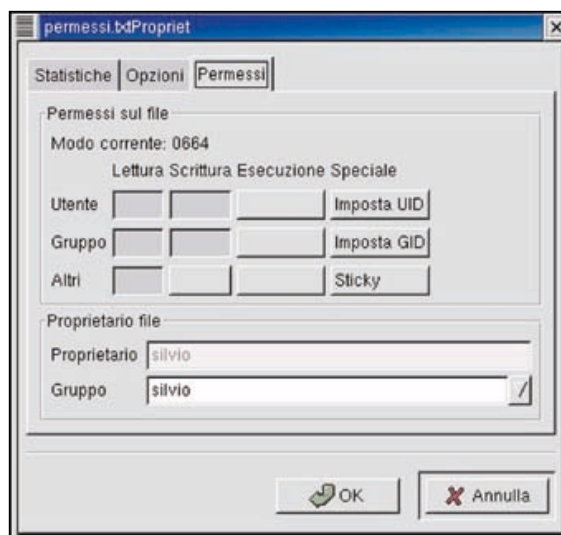 permessi.txtPropriet
Statistiche Opzioni Permessi
Permessi sul file
Modo corrente: 0664
Lettura Scrittura Esecuzione Speciale
Utente Imposta UID
Gruppo Imposta GID
Altri Sticky
Proprietario file
Proprietario silvio
Gruppo silvio
OK Annulla